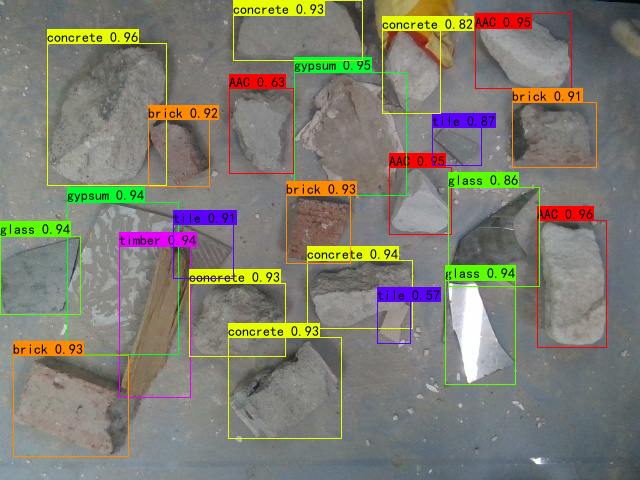 concrete 0.93
concrete 0.82
AAC 0.95
concrete 0.96
gypsum 0.95
AAC 0.63
brick 0.91
brick 0.92
tile 0.87
AAC 0.95
glass 0.86
brick 0.93
gypsum 0.94
AAC 0.96
tile 0.91
glass 0.94
timber 0.94
concrete 0.94
glass 0.94
concrete 0.93
tile 0.57
concrete 0.93
brick 0.93